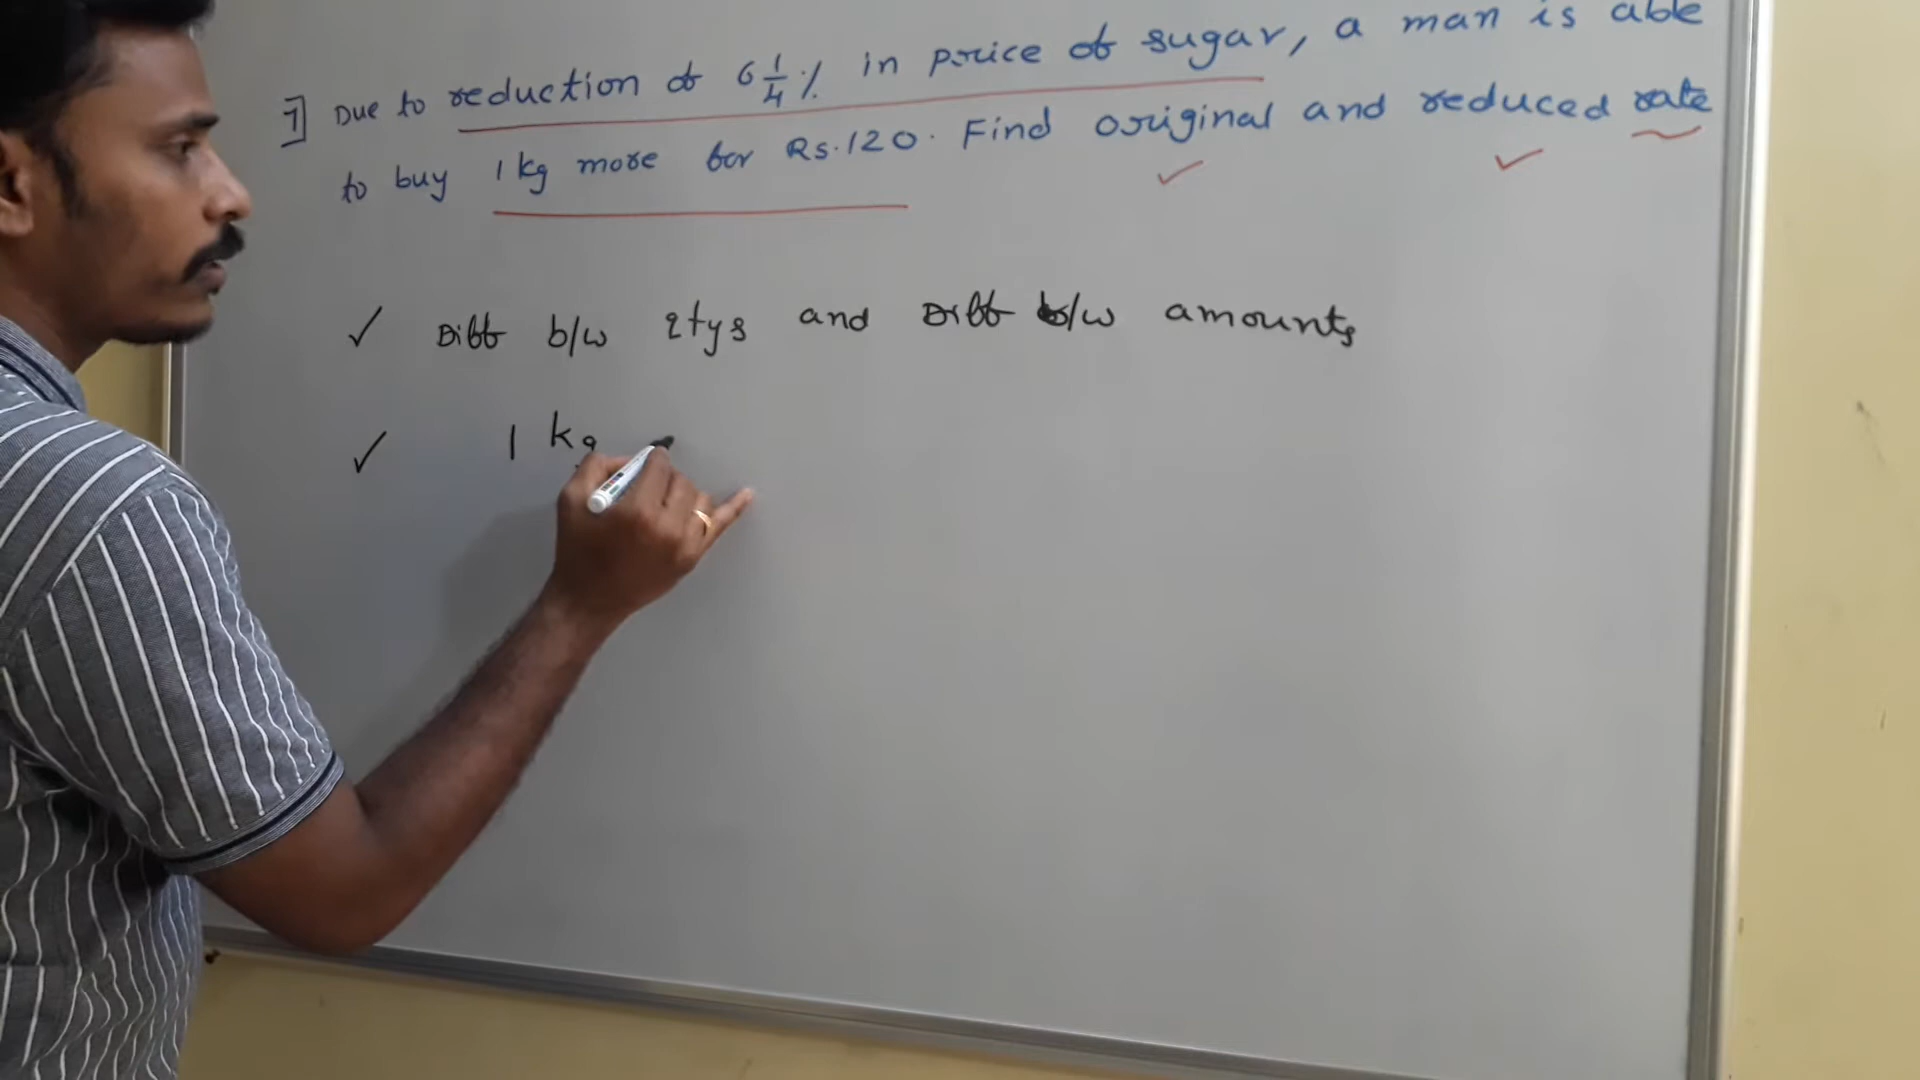 7] Due to reduction of 6 1/4 % in price of sugar, a man is able
to buy 1 kg more for Rs. 120. Find original and reduced rate
✓ Diff b/w qtys and Diff b/w amounts
✓ 1 kg